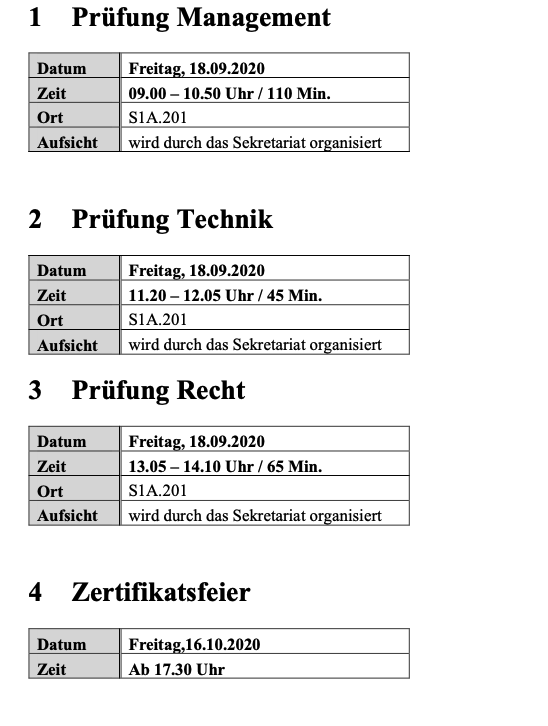 1 Prüfung Management
Datum Freitag, 18.09.2020
Zeit 09.00 – 10.50 Uhr / 110 Min.
Ort S1A.201
Aufsicht wird durch das Sekretariat organisiert
2 Prüfung Technik
Datum Freitag, 18.09.2020
Zeit 11.20 – 12.05 Uhr / 45 Min.
Ort S1A.201
Aufsicht wird durch das Sekretariat organisiert
3 Prüfung Recht
Datum Freitag, 18.09.2020
Zeit 13.05 – 14.10 Uhr / 65 Min.
Ort S1A.201
Aufsicht wird durch das Sekretariat organisiert
4 Zertifikatsfeier
Datum Freitag,16.10.2020
Zeit Ab 17.30 Uhr